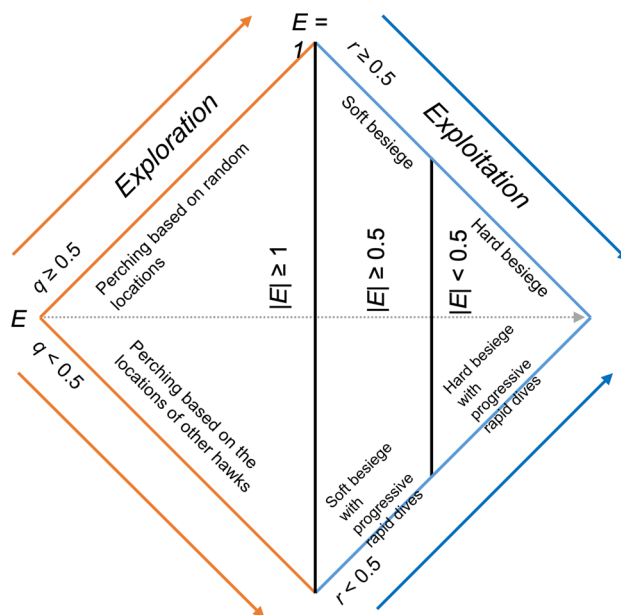 E =
1
r ≥ 0.5
Exploration
Soft besiege
Exploitation
q ≥ 0.5
Perching based on random
locations
|E| ≥ 1
|E| ≥ 0.5
|E| < 0.5
Hard besiege
E
q < 0.5
Perching based on the
locations of other hawks
Hard besiege
with
progressive
rapid dives
Soft besiege
with
progressive
rapid dives
r < 0.5